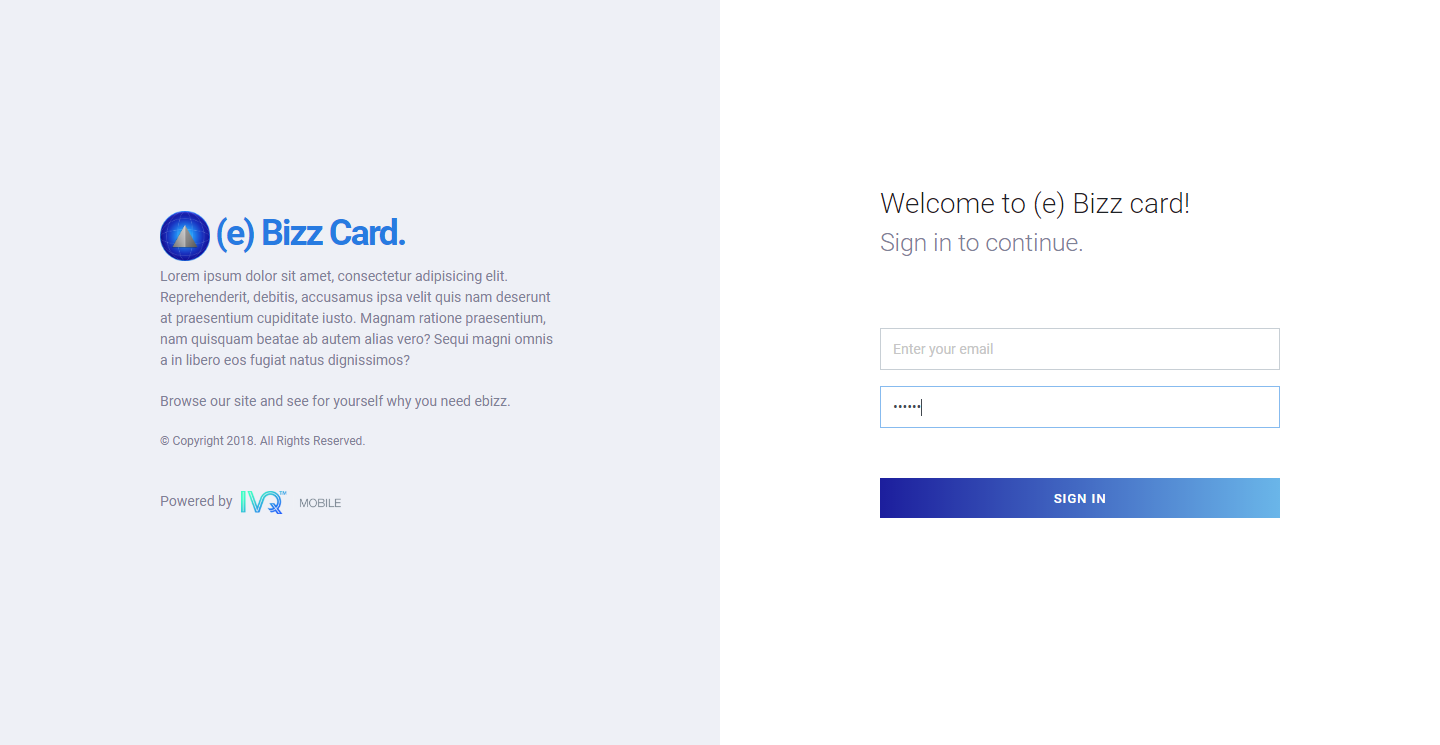 (e) Bizz Card.
Lorem ipsum dolor sit amet, consectetur adipisicing elit.
Reprehenderit, debitis, accusamus ipsa velit quis nam deserunt
at praesentium cupiditate iusto. Magnam ratione praesentium,
nam quisquam beatae ab autem alias vero? Sequi magni omnis
a in libero eos fugiat natus dignissimos?
Browse our site and see for yourself why you need ebizz.
© Copyright 2018. All Rights Reserved.
Powered by IVQ™ MOBILE
Welcome to (e) Bizz card!
Sign in to continue.
Enter your email
••••••
SIGN IN